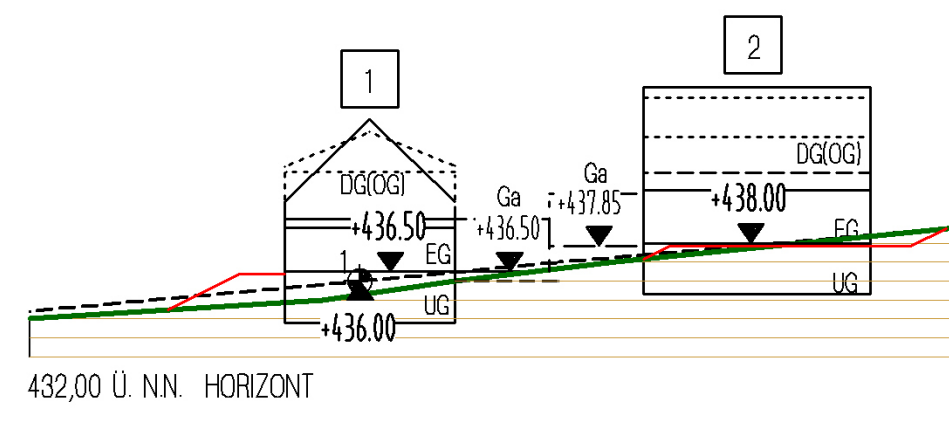 2
1
DG(OG)
Ga
DG(OG)
Ga
+437.85
+438.00
+436.50
+436.50
EG
EG
1
UG
UG
+436.00
432,00 Ü. N.N. HORIZONT